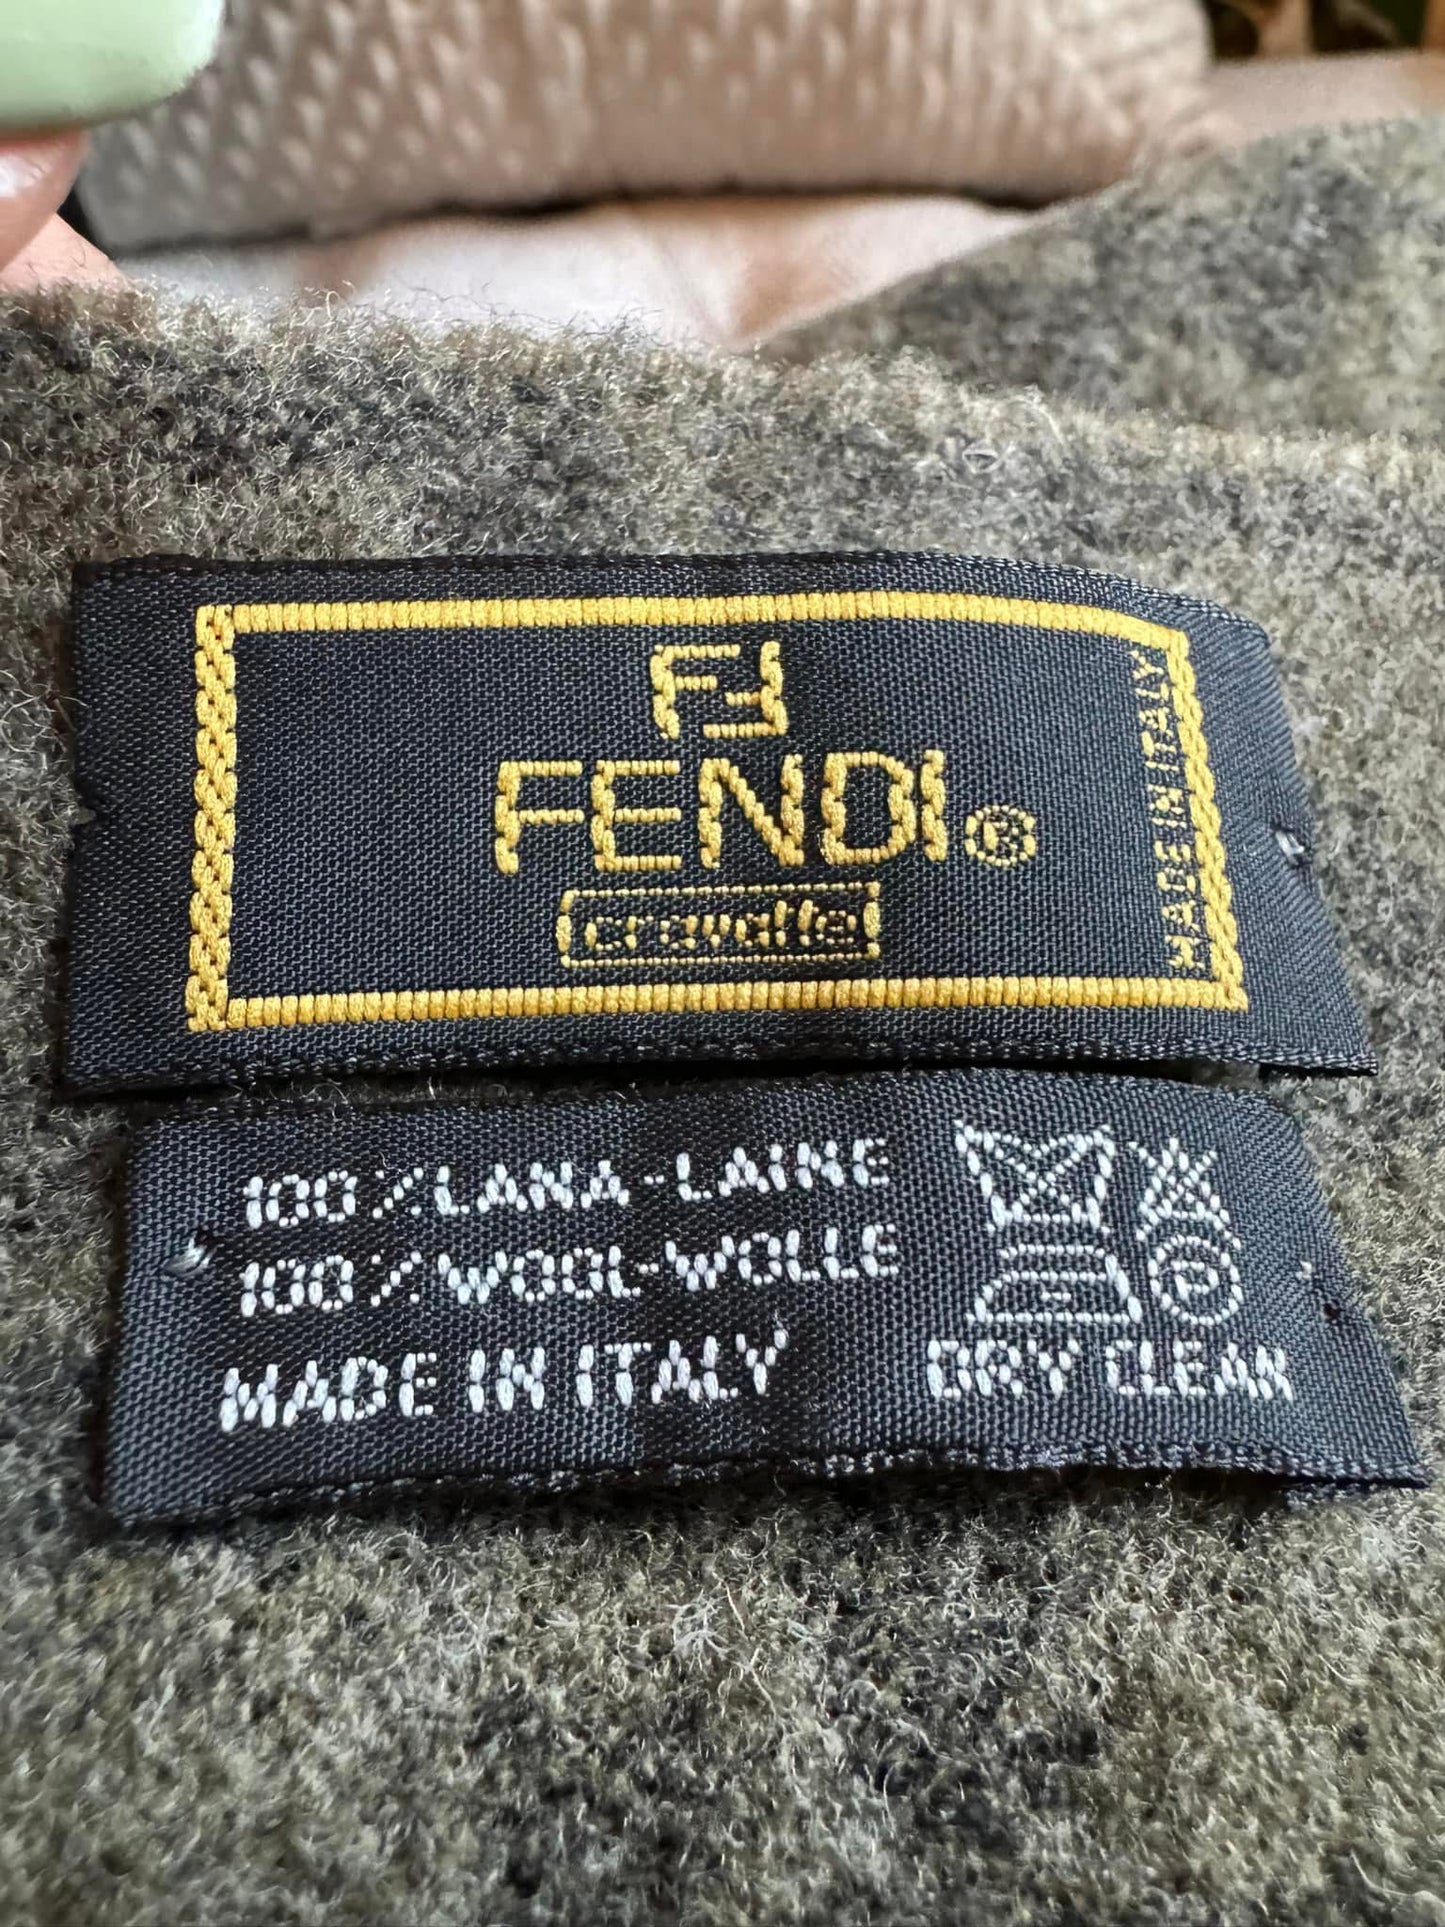 FF
FENDI®
cravatte
MADE IN ITALY
100% LANA-LAINE
100% WOOL-WOLLE
MADE IN ITALY
P
DRY CLEAN